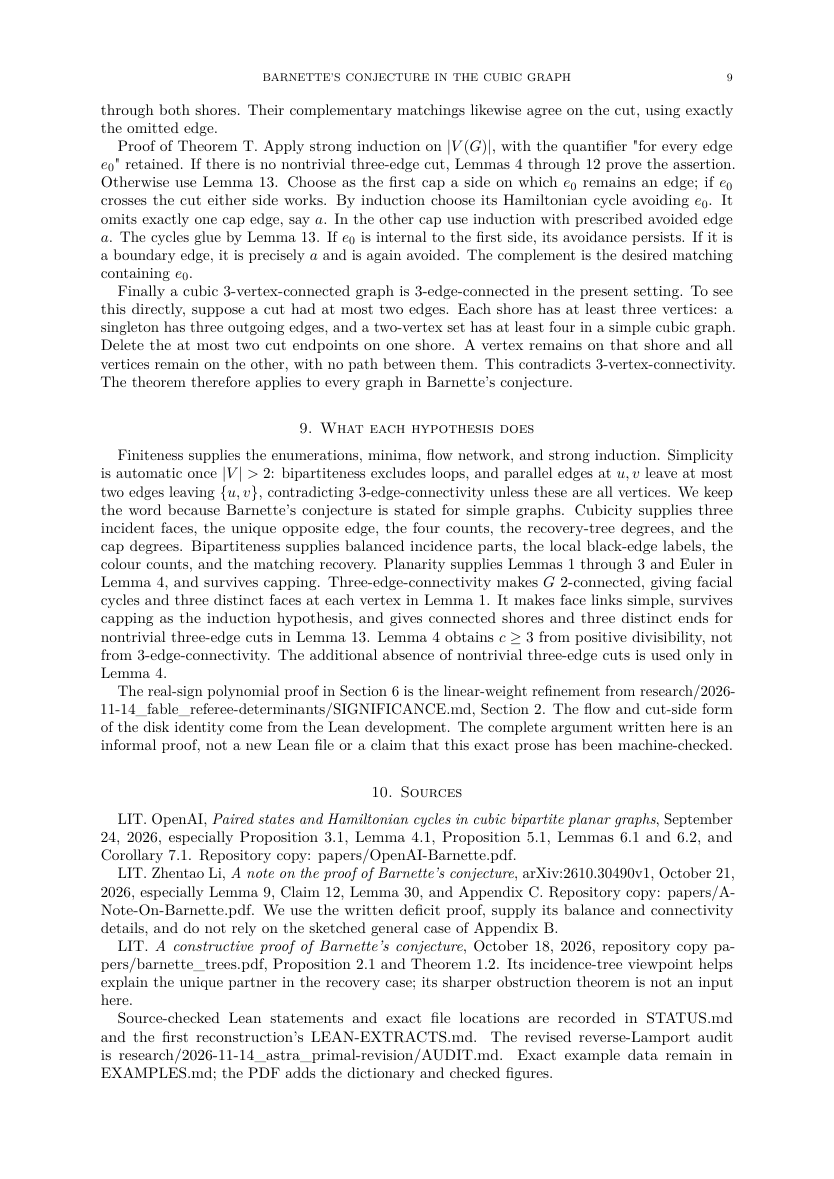 BARNETTE'S CONJECTURE IN THE CUBIC GRAPH 9
through both shores. Their complementary matchings likewise agree on the cut, using exactly
the omitted edge.
Proof of Theorem T. Apply strong induction on |V(G)|, with the quantifier "for every edge
e₀" retained. If there is no nontrivial three-edge cut, Lemmas 4 through 12 prove the assertion.
Otherwise use Lemma 13. Choose as the first cap a side on which e₀ remains an edge; if e₀
crosses the cut either side works. By induction choose its Hamiltonian cycle avoiding e₀. It
omits exactly one cap edge, say a. In the other cap use induction with prescribed avoided edge
a. The cycles glue by Lemma 13. If e₀ is internal to the first side, its avoidance persists. If it is
a boundary edge, it is precisely a and is again avoided. The complement is the desired matching
containing e₀.
Finally a cubic 3-vertex-connected graph is 3-edge-connected in the present setting. To see
this directly, suppose a cut had at most two edges. Each shore has at least three vertices: a
singleton has three outgoing edges, and a two-vertex set has at least four in a simple cubic graph.
Delete the at most two cut endpoints on one shore. A vertex remains on that shore and all
vertices remain on the other, with no path between them. This contradicts 3-vertex-connectivity.
The theorem therefore applies to every graph in Barnette's conjecture.
9. What each hypothesis does
Finiteness supplies the enumerations, minima, flow network, and strong induction. Simplicity
is automatic once |V| > 2: bipartiteness excludes loops, and parallel edges at u, v leave at most
two edges leaving {u, v}, contradicting 3-edge-connectivity unless these are all vertices. We keep
the word because Barnette's conjecture is stated for simple graphs. Cubicity supplies three
incident faces, the unique opposite edge, the four counts, the recovery-tree degrees, and the
cap degrees. Bipartiteness supplies balanced incidence parts, the local black-edge labels, the
colour counts, and the matching recovery. Planarity supplies Lemmas 1 through 3 and Euler in
Lemma 4, and survives capping. Three-edge-connectivity makes G 2-connected, giving facial
cycles and three distinct faces at each vertex in Lemma 1. It makes face links simple, survives
capping as the induction hypothesis, and gives connected shores and three distinct ends for
nontrivial three-edge cuts in Lemma 13. Lemma 4 obtains c ≥ 3 from positive divisibility, not
from 3-edge-connectivity. The additional absence of nontrivial three-edge cuts is used only in
Lemma 4.
The real-sign polynomial proof in Section 6 is the linear-weight refinement from research/2026-
11-14_fable_referee-determinants/SIGNIFICANCE.md, Section 2. The flow and cut-side form
of the disk identity come from the Lean development. The complete argument written here is an
informal proof, not a new Lean file or a claim that this exact prose has been machine-checked.
10. Sources
LIT. OpenAI, Paired states and Hamiltonian cycles in cubic bipartite planar graphs, September
24, 2026, especially Proposition 3.1, Lemma 4.1, Proposition 5.1, Lemmas 6.1 and 6.2, and
Corollary 7.1. Repository copy: papers/OpenAI-Barnette.pdf.
LIT. Zhentao Li, A note on the proof of Barnette's conjecture, arXiv:2610.30490v1, October 21,
2026, especially Lemma 9, Claim 12, Lemma 30, and Appendix C. Repository copy: papers/A-
Note-On-Barnette.pdf. We use the written deficit proof, supply its balance and connectivity
details, and do not rely on the sketched general case of Appendix B.
LIT. A constructive proof of Barnette's conjecture, October 18, 2026, repository copy pa-
pers/barnette_trees.pdf, Proposition 2.1 and Theorem 1.2. Its incidence-tree viewpoint helps
explain the unique partner in the recovery case; its sharper obstruction theorem is not an input
here.
Source-checked Lean statements and exact file locations are recorded in STATUS.md
and the first reconstruction's LEAN-EXTRACTS.md. The revised reverse-Lamport audit
is research/2026-11-14_astra_primal-revision/AUDIT.md. Exact example data remain in
EXAMPLES.md; the PDF adds the dictionary and checked figures.